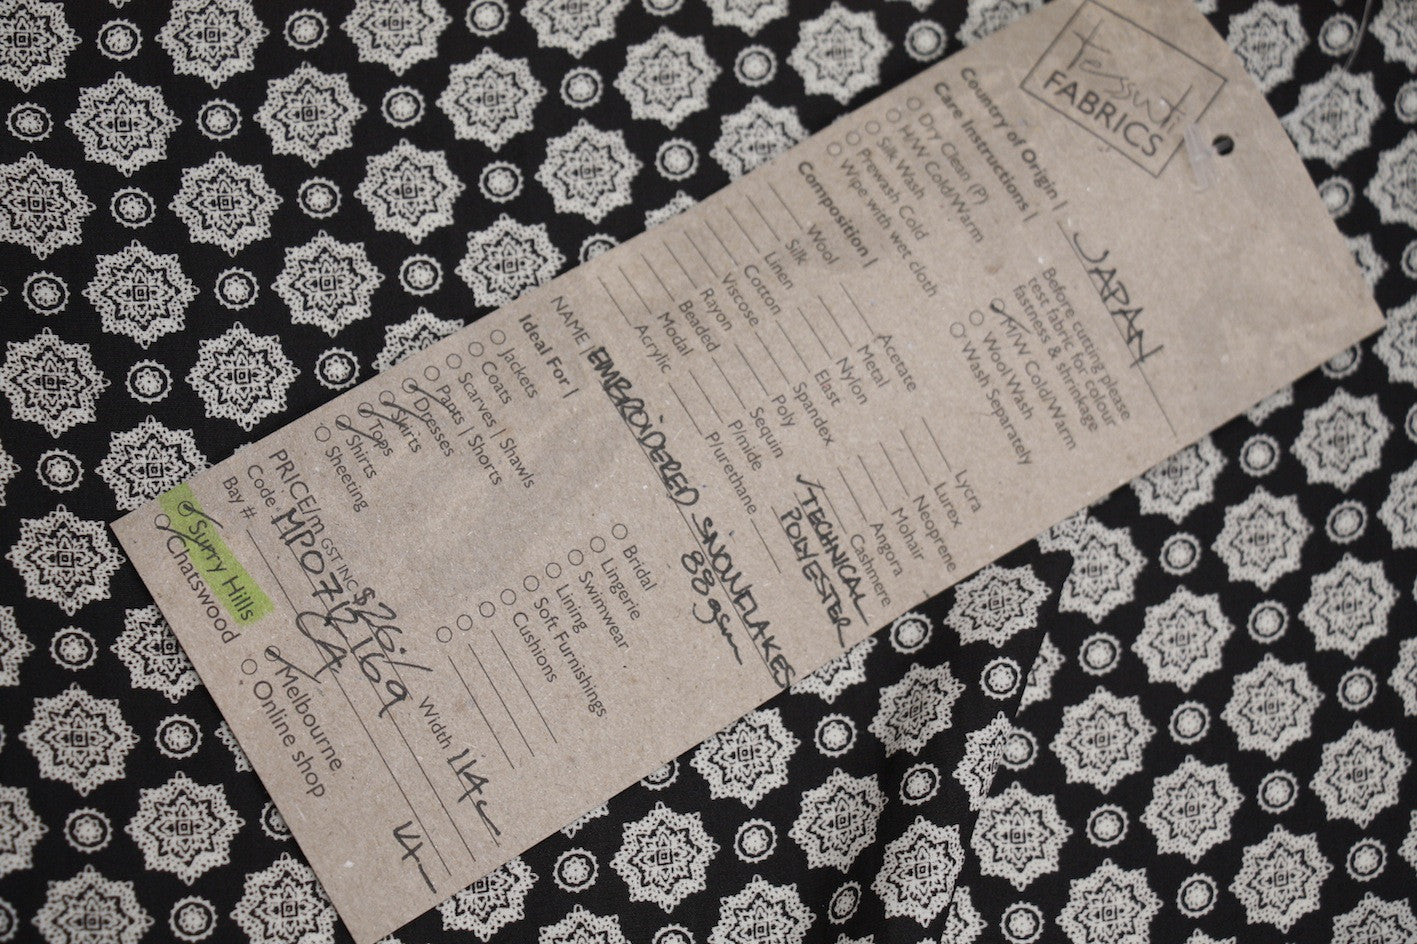 tessuti
FABRICS
Country of Origin | JAPAN
Care Instructions |
Dry Clean (P)
H/W Cold/Warm
Silk Wash
Prewash Cold
Wipe with wet cloth
Before cutting please
test fabric for colour
fastness & shrinkage
M/W Cold/Warm
Wool Wash
Wash Separately
Composition |
Wool
Silk
Linen
Cotton
Viscose
Rayon
Beaded
Modal
Acrylic
Acetate
Metal
Nylon
Elast
Spandex
Poly
Sequin
P/mide
P/urethane
Lycra
Lurex
Neoprene
Mohair
Angora
Cashmere
TECHNICAL
POLYESTER
NAME | EMBROIDERED SNOWFLAKES
88gsm
Ideal For |
Jackets
Coats
Scarves | Shawls
Pants | Shorts
Dresses
Skirts
Tops
Shirts
Sheeting
Bridal
Lingerie
Swimwear
Lining
Soft Furnishings
Cushions
PRICE/m GST INC $26./ Width 114c
Code MP0712-169
Bay #
Surry Hills
Chatswood
Melbourne
Online shop